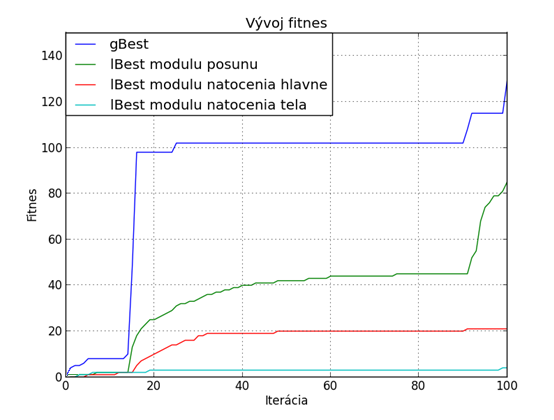 Vývoj fitnes
gBest
lBest modulu posunu
lBest modulu natocenia hlavne
lBest modulu natocenia tela
140
120
100
80
60
40
20
0
Fitnes
0 20 40 60 80 100
Iterácia